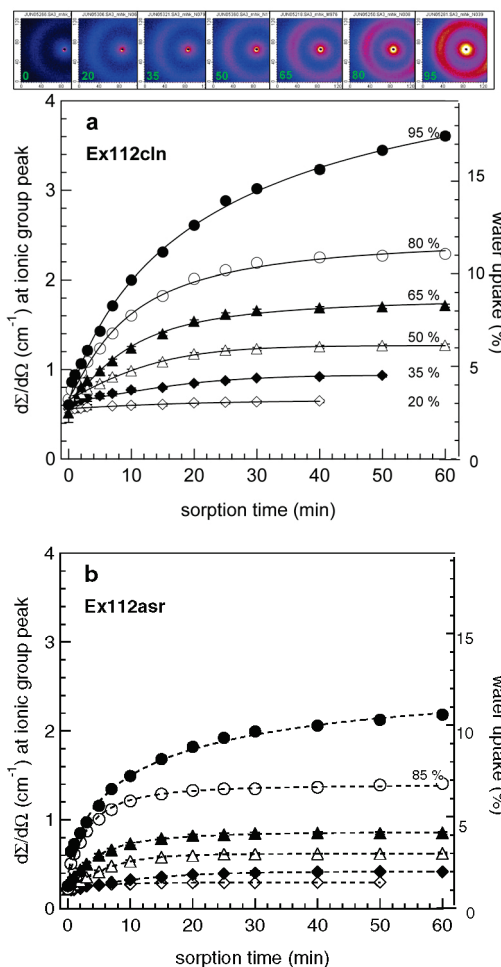 0 20 35 50 65 80 95
a
Ex112cln
4
3
2
1
0
dΣ/dΩ (cm-1) at ionic group peak
95 %
80 %
65 %
50 %
35 %
20 %
15
10
5
0
water uptake (%)
0 10 20 30 40 50 60
sorption time (min)
b
Ex112asr
4
3
2
1
0
dΣ/dΩ (cm-1) at ionic group peak
85 %
15
10
5
0
water uptake (%)
0 10 20 30 40 50 60
sorption time (min)